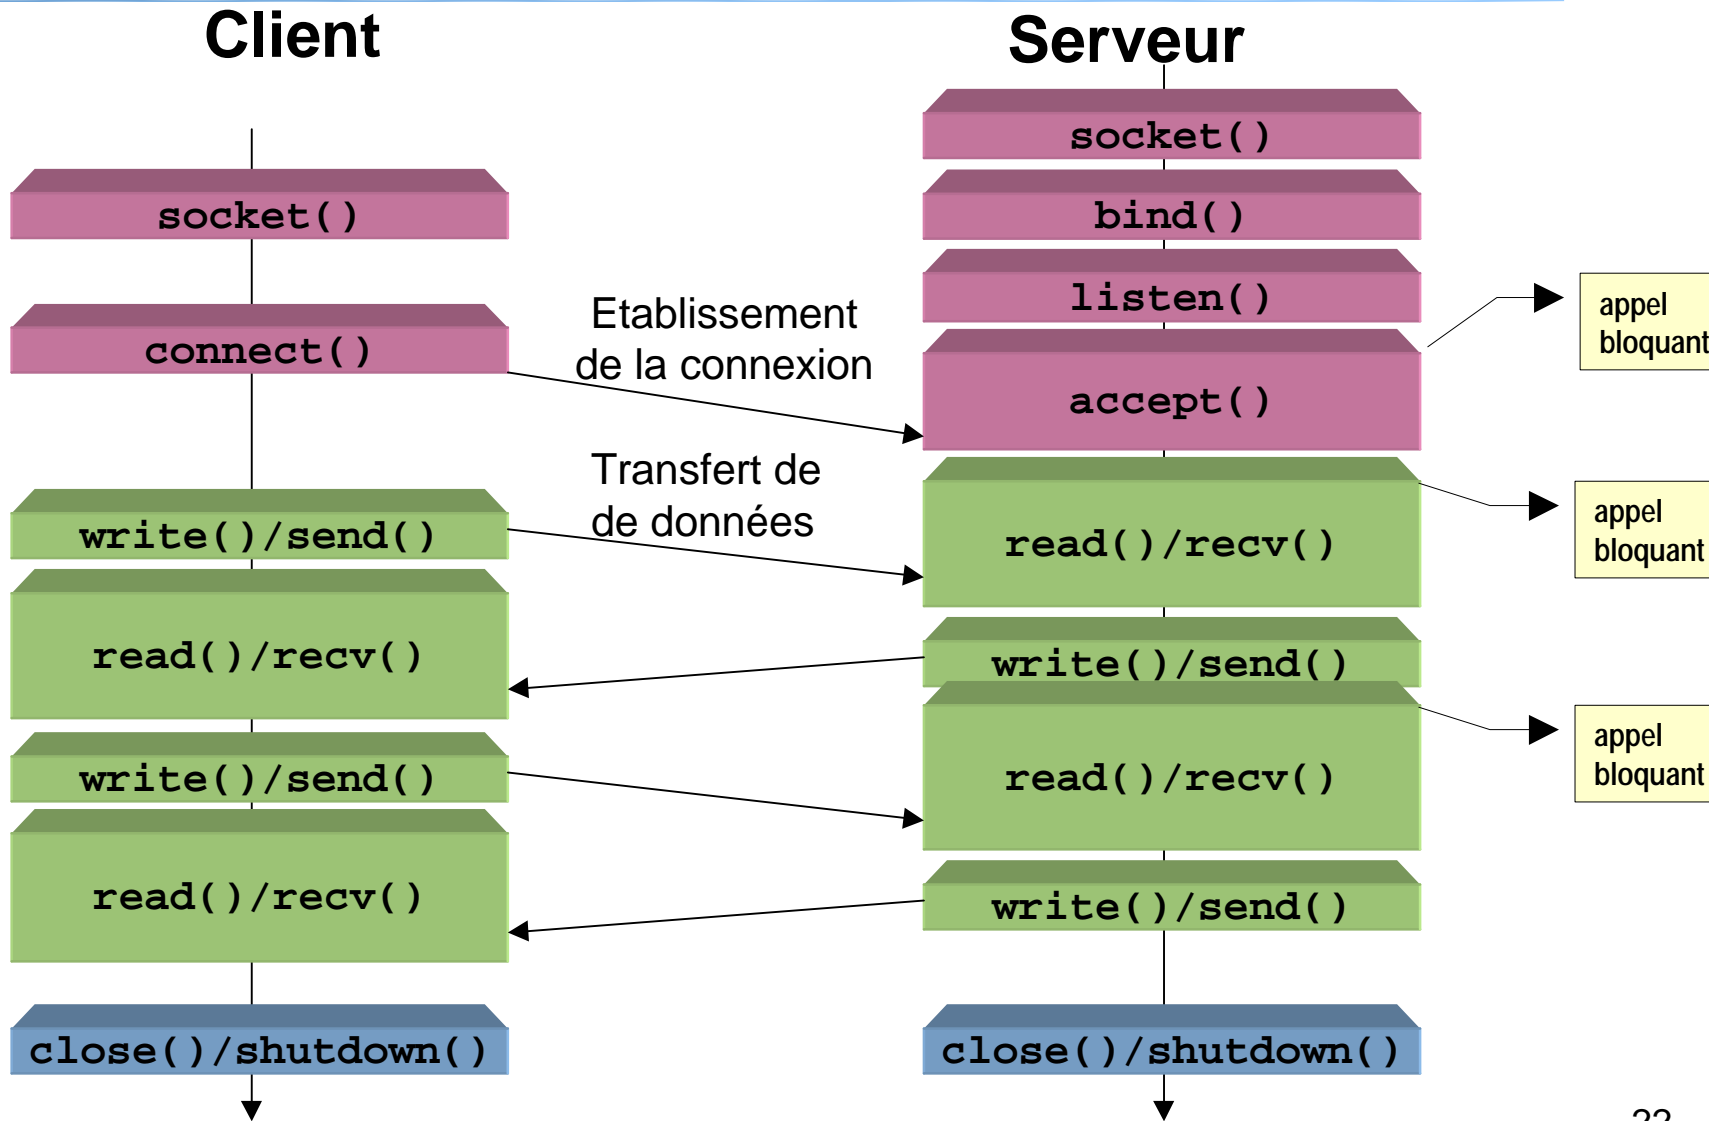 Client
Serveur
socket()
bind()
listen()
accept()
appel
bloquant
socket()
connect()
Etablissement
de la connexion
Transfert de
de données
write()/send()
read()/recv()
appel
bloquant
read()/recv()
write()/send()
write()/send()
read()/recv()
appel
bloquant
read()/recv()
write()/send()
close()/shutdown()
close()/shutdown()